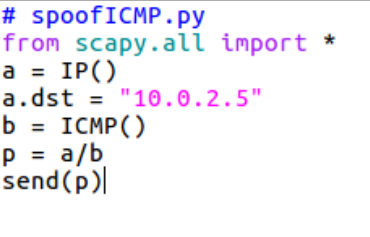 # spoofICMP.py
from scapy.all import *
a = IP()
a.dst = "10.0.2.5"
b = ICMP()
p = a/b
send(p)